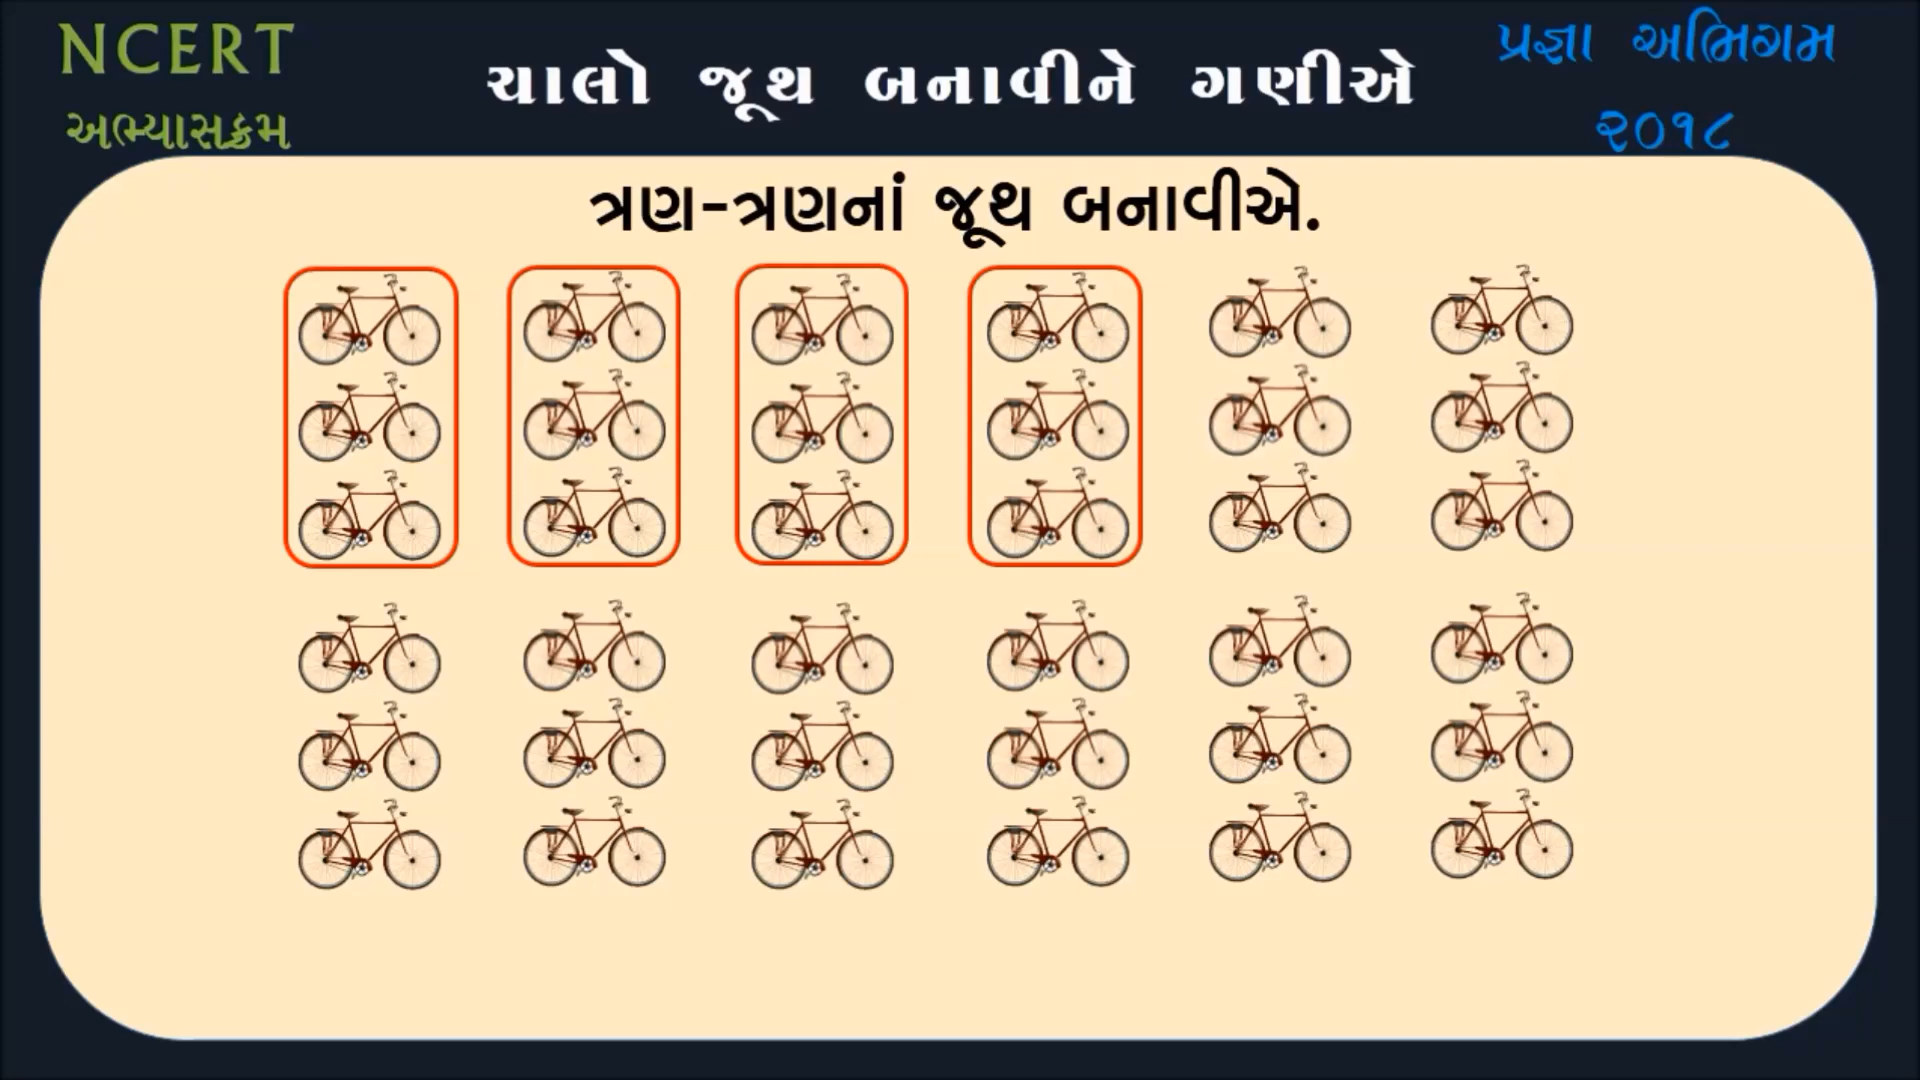 NCERT
અભ્યાસક્રમ
ચાલો જૂથ બનાવીને ગણીએ
પ્રજ્ઞા અભિગમ
૨૦૧૮
ત્રણ-ત્રણનાં જૂથ બનાવીએ.